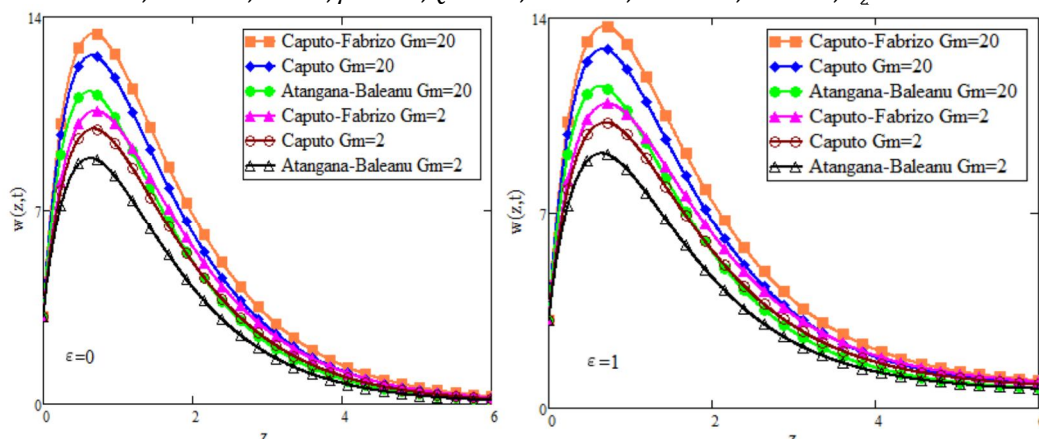 14
Caputo-Fabrizo Gm=20
Caputo Gm=20
Atangana-Baleanu Gm=20
Caputo-Fabrizo Gm=2
Caputo Gm=2
Atangana-Baleanu Gm=2
w(z,t)
7
ε=0
0
0 2 4 6
z
14
Caputo-Fabrizo Gm=20
Caputo Gm=20
Atangana-Baleanu Gm=20
Caputo-Fabrizo Gm=2
Caputo Gm=2
Atangana-Baleanu Gm=2
w(z,t)
7
ε=1
0
0 2 4 6
z